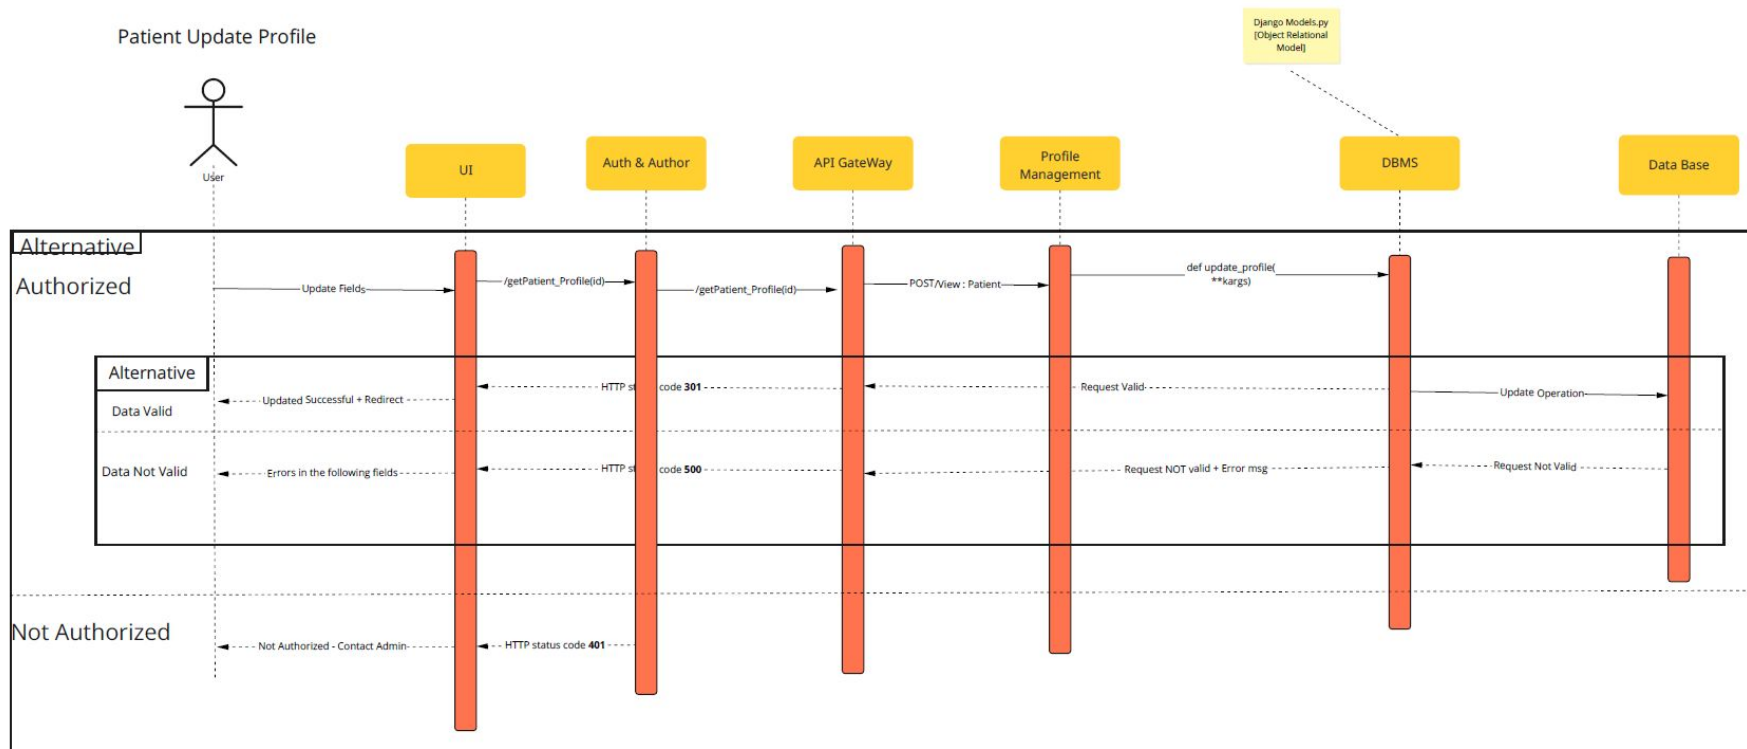 Patient Update Profile
Django Models.py
[Object Relational
Model]
User
UI
Auth & Author
API GateWay
Profile
Management
DBMS
Data Base
Alternative
Authorized
Update Fields
/getPatient_Profile(id)
/getPatient_Profile(id)
POST/View : Patient
def update_profile(
**kargs)
Alternative
Data Valid
Updated Successful + Redirect
HTTP st code 301
Request Valid
Update Operation
Data Not Valid
Errors in the following fields
HTTP st code 500
Request NOT valid + Error msg
Request Not Valid
Not Authorized
Not Authorized - Contact Admin
HTTP status code 401